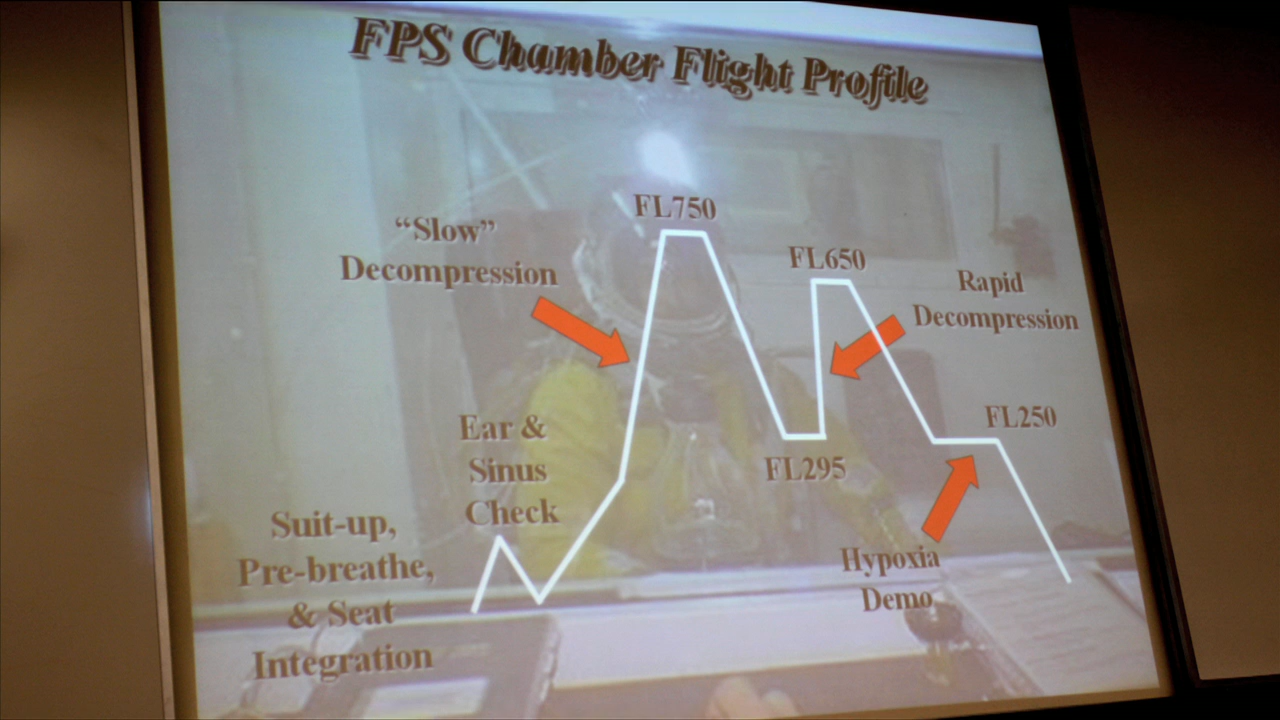 FPS Chamber Flight Profile
FL750
“Slow”
Decompression
FL650
Rapid
Decompression
Ear &
Sinus
Check
FL295
FL250
Suit-up,
Pre-breathe,
& Seat
Integration
Hypoxia
Demo